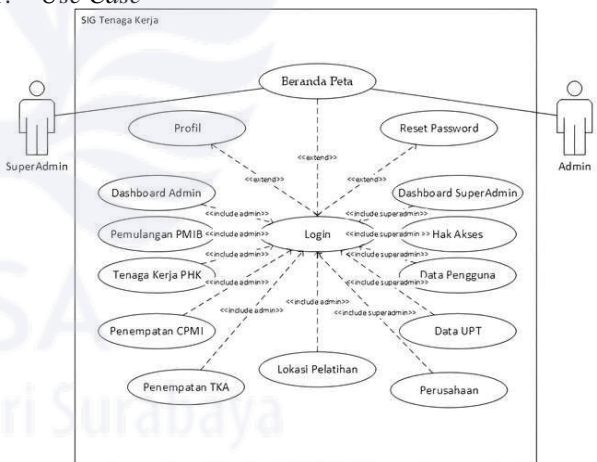 Use Case
SIG Tenaga Kerja
Beranda Peta
Profil
Reset Password
SuperAdmin
Admin
<<extend>>
<<extend>>
<<extend>>
Dashboard Admin
Dashboard SuperAdmin
<<include admin>>
<<include superadmin>>
Pemulangan PMIB
<<include admin>>
Login
<<include superadmin >>
Hak Akses
<<include admin>>
<<include superadmin>>
Tenaga Kerja PHK
Data Pengguna
<<include admin>>
<<include superadmin>>
<<include admin>>
<<include admin>>
<<include superadmin>>
Penempatan CPMI
Data UPT
Lokasi Pelatihan
Penempatan TKA
Perusahaan
SA
ri Surabaya